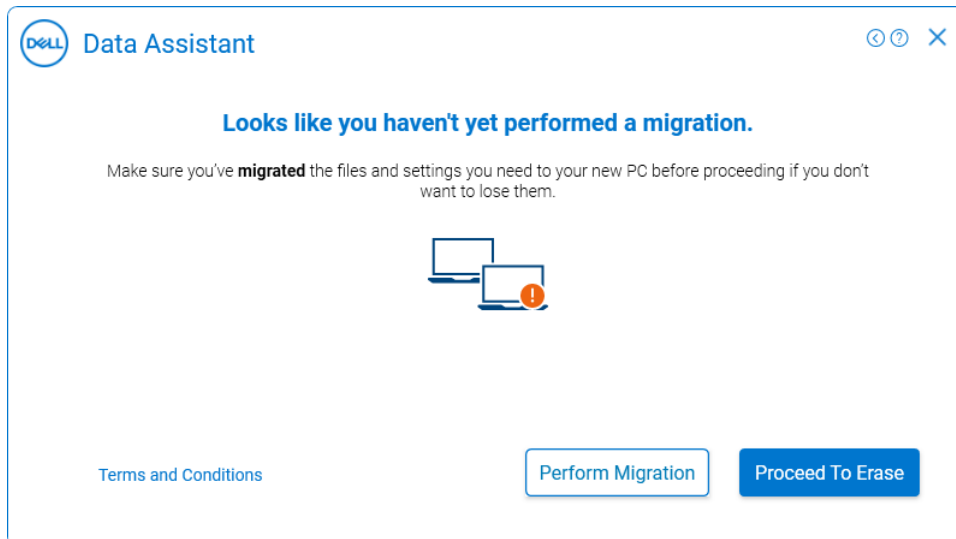 DELL Data Assistant
Looks like you haven't yet performed a migration.
Make sure you've migrated the files and settings you need to your new PC before proceeding if you don't
want to lose them.
Terms and Conditions
Perform Migration
Proceed To Erase